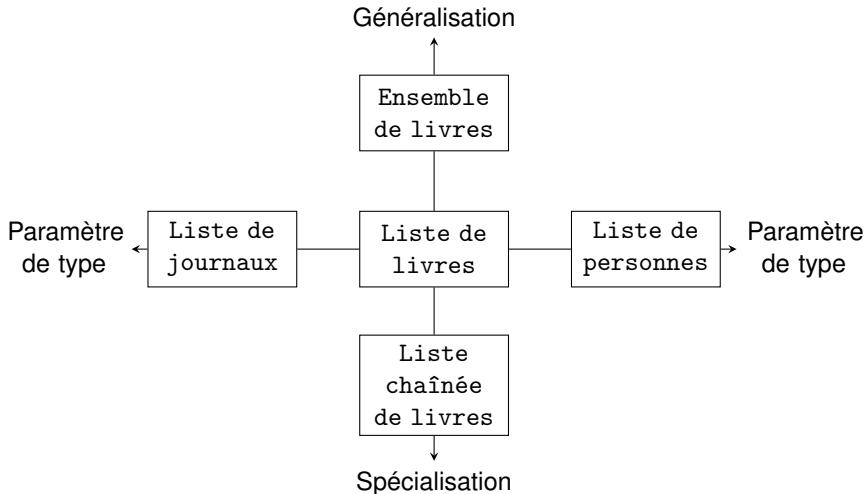 Généralisation
Ensemble
de livres
Paramètre
de type
Liste de
journaux
Liste de
livres
Liste de
personnes
Paramètre
de type
Liste
chaînée
de livres
Spécialisation